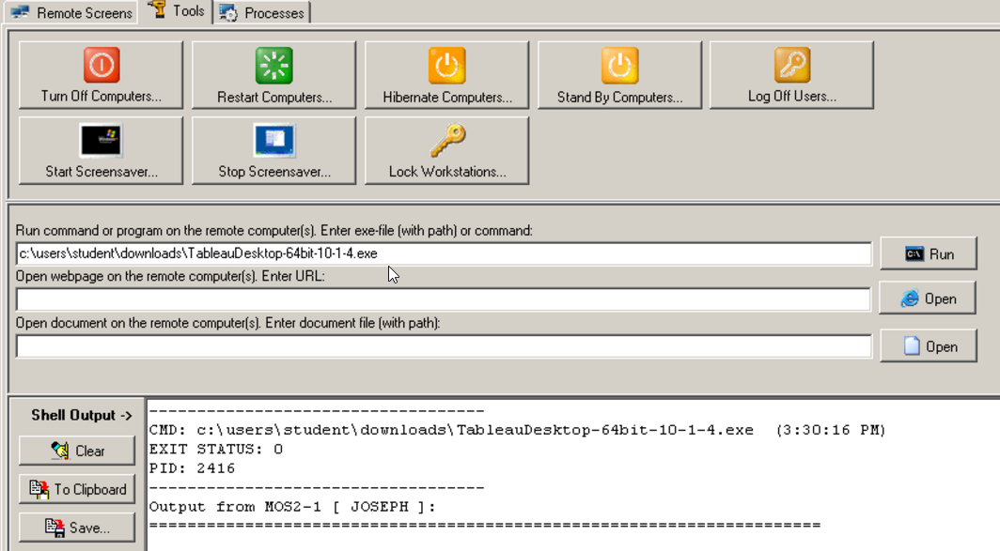 Remote Screens Tools Processes
Turn Off Computers... Restart Computers... Hibernate Computers... Stand By Computers... Log Off Users...
Start Screensaver... Stop Screensaver... Lock Workstations...
Run command or program on the remote computer(s). Enter exe-file (with path) or command:
c:\users\student\downloads\TableauDesktop-64bit-10-1-4.exe Run
Open webpage on the remote computer(s). Enter URL:
Open
Open document on the remote computer(s). Enter document file (with path):
Open
Shell Output ->
Clear
To Clipboard
Save...
-----------------------------------
CMD: c:\users\student\downloads\TableauDesktop-64bit-10-1-4.exe (3:30:16 PM)
EXIT STATUS: 0
PID: 2416
-----------------------------------
Output from MOS2-1 [ JOSEPH ]:
======================================================================